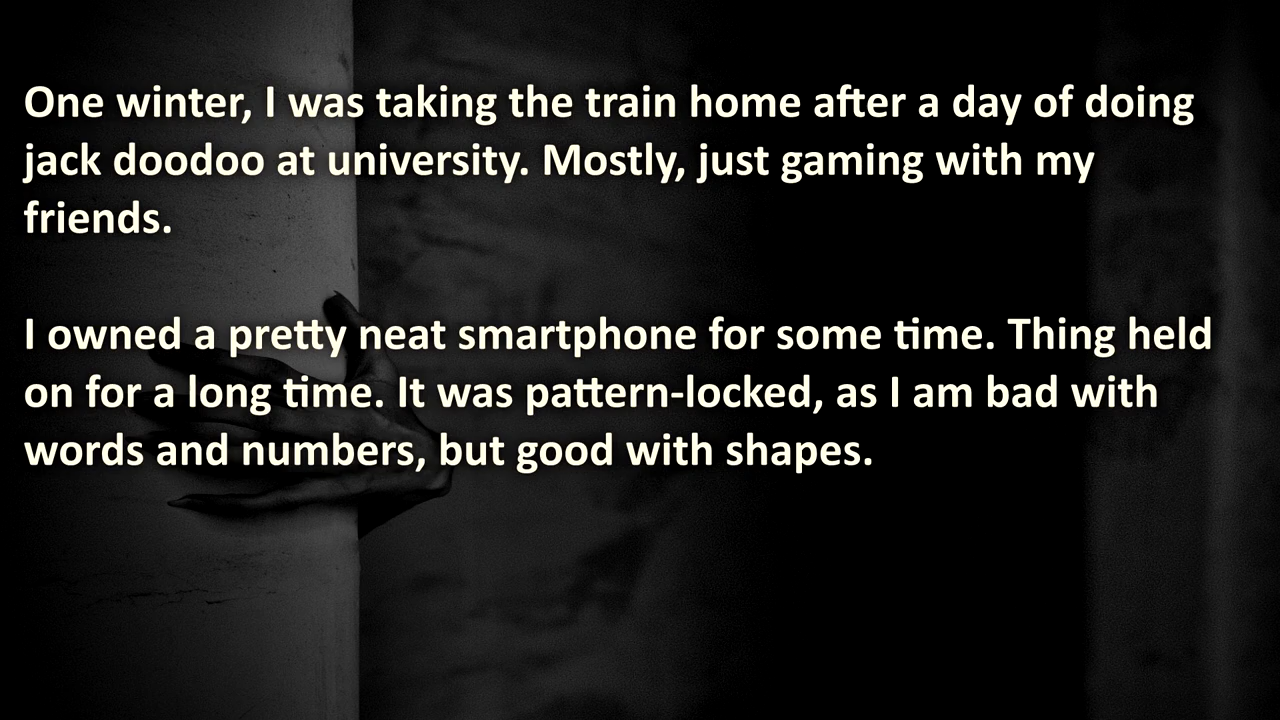 One winter, I was taking the train home after a day of doing
jack doodoo at university. Mostly, just gaming with my
friends.
I owned a pretty neat smartphone for some time. Thing held
on for a long time. It was pattern-locked, as I am bad with
words and numbers, but good with shapes.